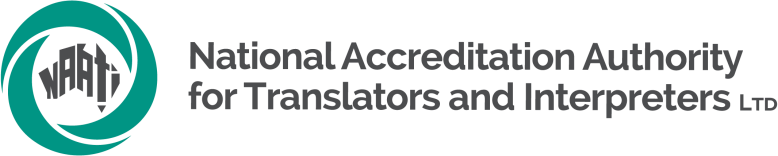 NAATi
National Accreditation Authority
for Translators and Interpreters LTD